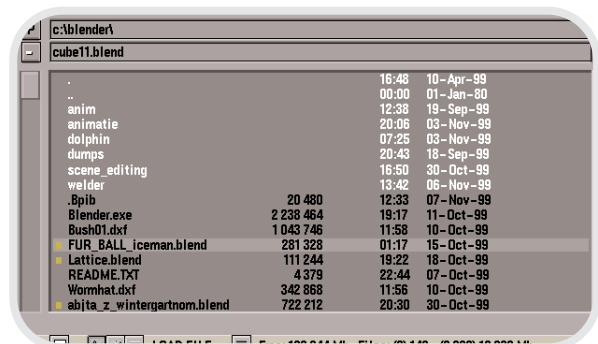 P c:\blender\
- cube11.blend
. 16:48 10-Apr-99
.. 00:00 01-Jan-80
anim 12:38 19-Sep-99
animatie 20:06 03-Nov-99
dolphin 07:25 03-Nov-99
dumps 20:43 18-Sep-99
scene_editing 16:50 30-Oct-99
welder 13:42 06-Nov-99
.Bpib 20 480 12:33 07-Nov-99
Blender.exe 2 238 464 19:17 11-Oct-99
Bush01.dxf 1 043 746 11:58 10-Oct-99
FUR_BALL_iceman.blend 281 328 01:17 15-Oct-99
Lattice.blend 111 244 19:22 18-Oct-99
README.TXT 4 379 22:44 07-Oct-99
Wormhat.dxf 342 868 11:56 10-Oct-99
abjta_z_wintergartnom.blend 722 212 20:30 30-Oct-99
LOAD FILE